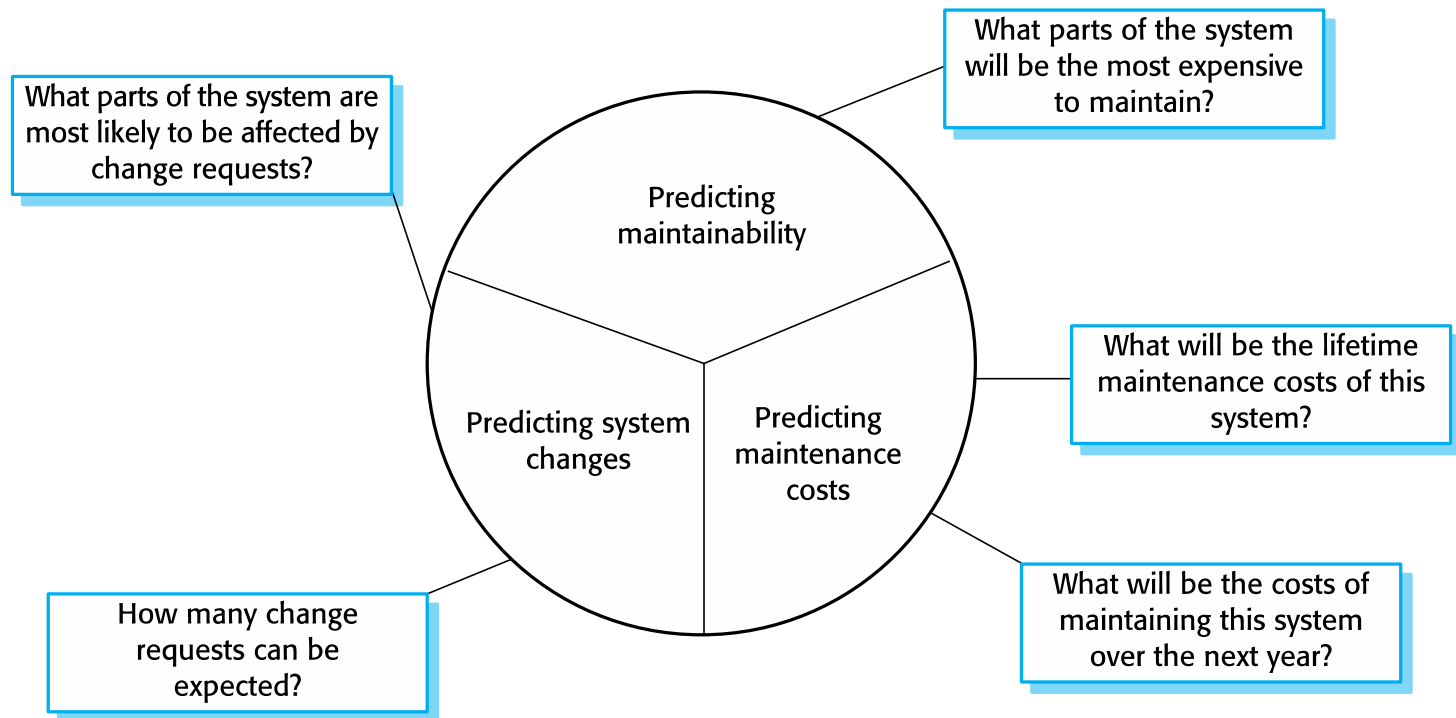 What parts of the system
will be the most expensive
to maintain?
What parts of the system are
most likely to be affected by
change requests?
Predicting
maintainability
What will be the lifetime
maintenance costs of this
system?
Predicting system
changes
Predicting
maintenance
costs
What will be the costs of
maintaining this system
over the next year?
How many change
requests can be
expected?